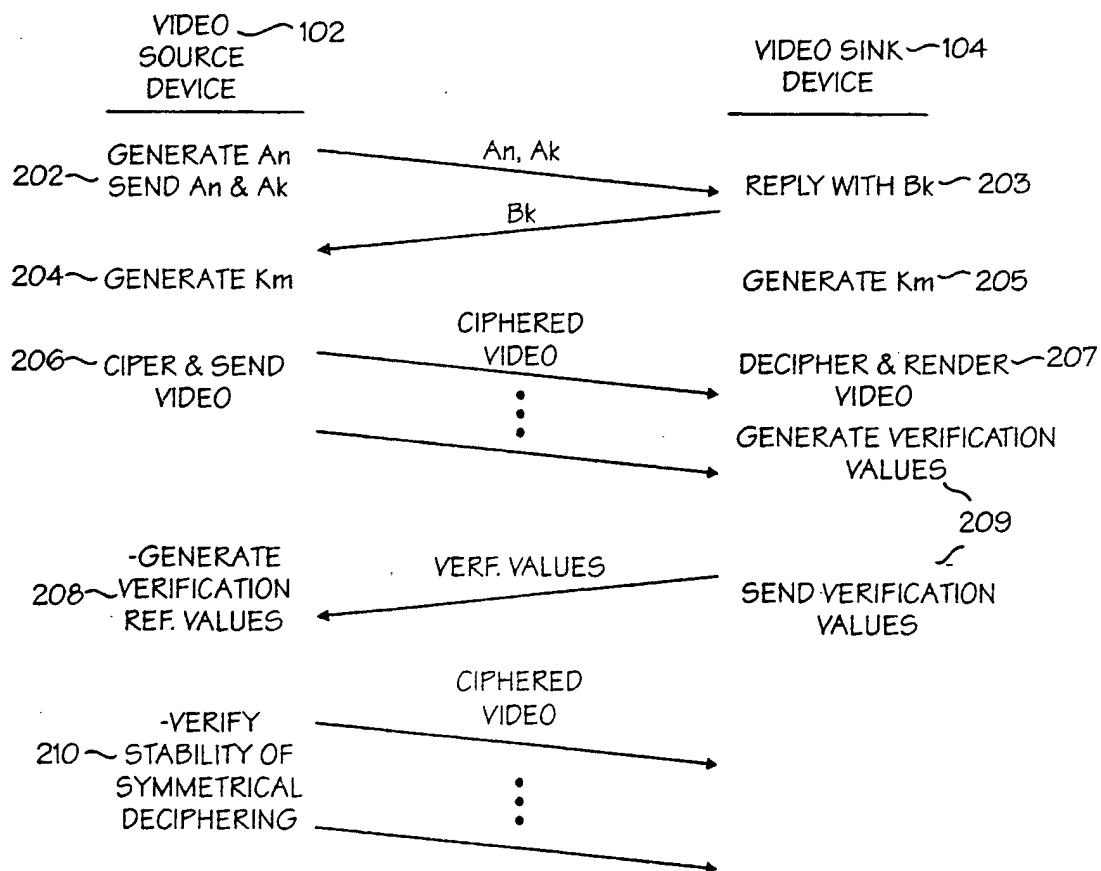 VIDEO 102
SOURCE
DEVICE
VIDEO SINK 104
DEVICE
GENERATE An
202 SEND An & Ak
An, Ak
REPLY WITH Bk 203
Bk
204 GENERATE Km
GENERATE Km 205
CIPHERED
VIDEO
206 CIPER & SEND
VIDEO
DECIPHER & RENDER 207
VIDEO
GENERATE VERIFICATION
VALUES
209
-GENERATE
208 VERIFICATION
REF. VALUES
VERF. VALUES
SEND VERIFICATION
VALUES
CIPHERED
VIDEO
-VERIFY
210 STABILITY OF
SYMMETRICAL
DECIPHERING